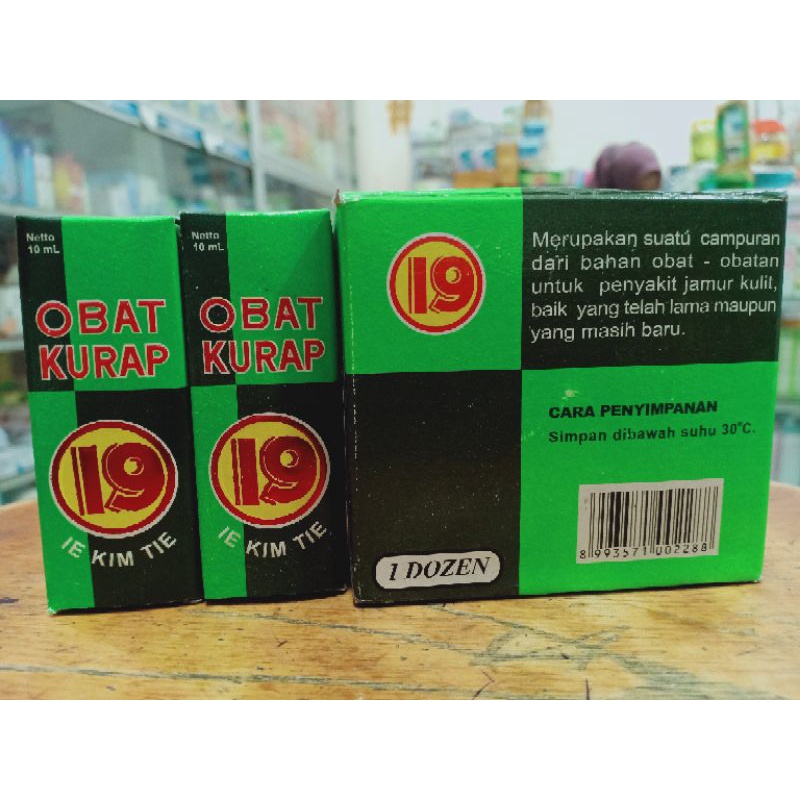 Netto
10 mL
OBAT
KURAP
19
IE KIM TIE
Netto
10 mL
OBAT
KURAP
19
IE KIM TIE
19
Merupakan suatu campuran
dari bahan obat - obatan
untuk penyakit jamur kulit,
baik yang telah lama maupun
yang masih baru.
CARA PENYIMPANAN
Simpan dibawah suhu 30°C.
8 993571 002288
1 DOZEN